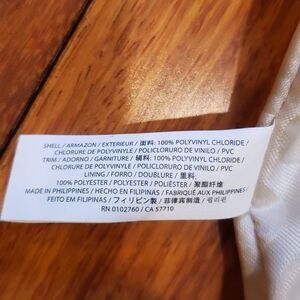 SHELL / ARMAZON / EXTERIEUR / 面料: 100% POLYVINYL CHLORIDE /
CHLORURE DE POLYVINYLE / POLICLORURO DE VINILO / PVC
TRIM / ADORNO / GARNITURE / 辅料: 100% POLYVINYL CHLORIDE /
CHLORURE DE POLYVINYLE / POLICLORURO DE VINILO / PVC
LINING / FORRO / DOUBLURE / 里料:
100% POLYESTER / POLYESTER / POLIÉSTER / 聚酯纤维
MADE IN PHILIPPINES / HECHO EN FILIPINAS / FABRIQUÉ AUX PHILIPPINES /
FEITO EM FILIPINAS / フィリピン製 / 菲律宾制造 / 필리핀
RN 0102760 / CA 57710